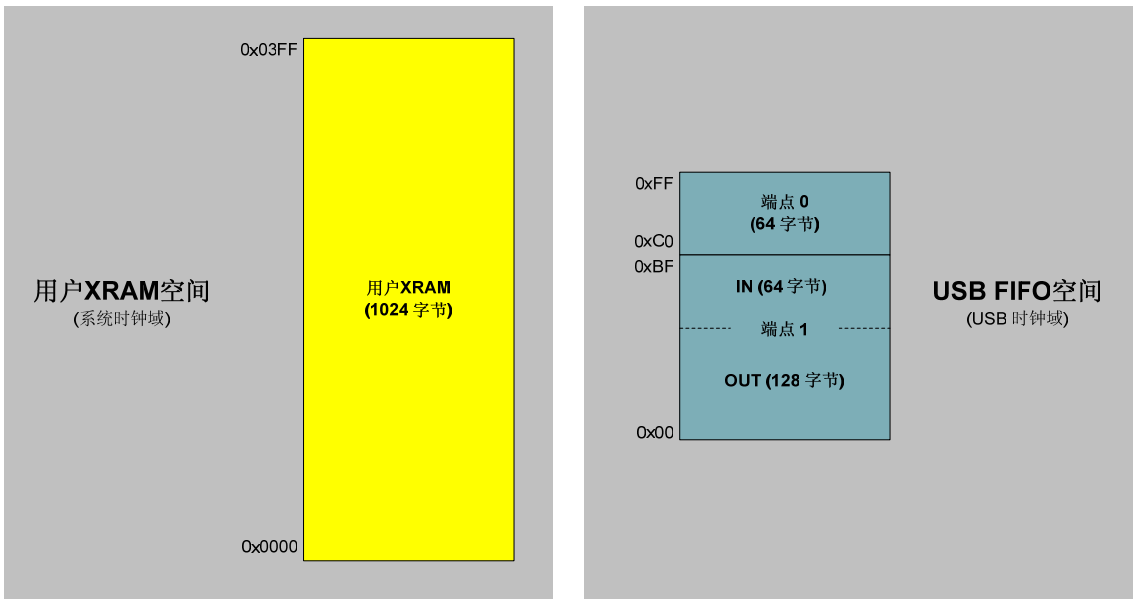 0x03FF
用户XRAM空间
(系统时钟域)
用户XRAM
(1024 字节)
0x0000
0xFF
端点 0
(64 字节)
0xC0
0xBF
IN (64 字节)
端点 1
OUT (128 字节)
0x00
USB FIFO空间
(USB 时钟域)